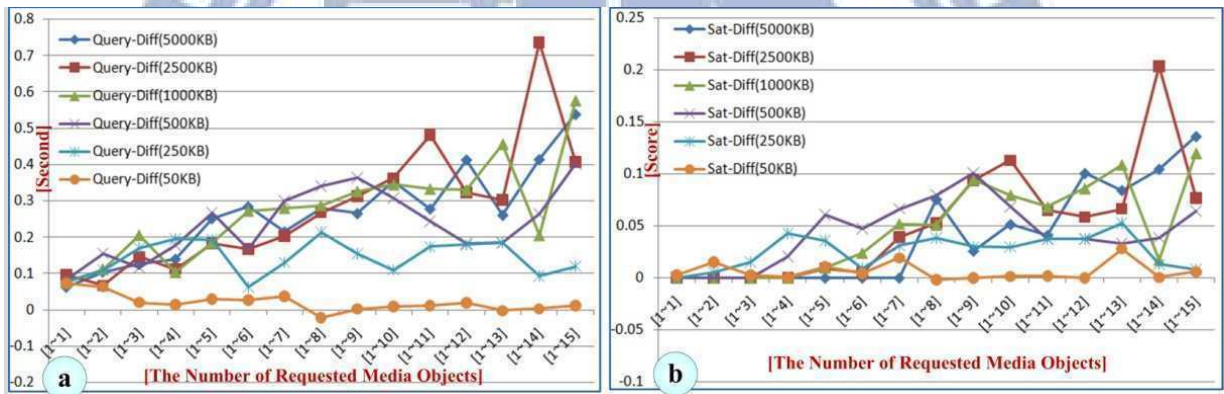 0.8
0.7
0.6
0.5
0.4
0.3
0.2
0.1
0
-0.1
-0.2
[Second]
Query-Diff(5000KB)
Query-Diff(2500KB)
Query-Diff(1000KB)
Query-Diff(500KB)
Query-Diff(250KB)
Query-Diff(50KB)
[1~1]
[1~2]
[1~3]
[1~4]
[1~5]
[1~6]
[1~7]
[1~8]
[1~9]
[1~10]
[1~11]
[1~12]
[1~13]
[1~14]
[1~15]
[The Number of Requested Media Objects]
a
0.25
0.2
0.15
0.1
0.05
0
-0.05
-0.1
[Score]
Sat-Diff(5000KB)
Sat-Diff(2500KB)
Sat-Diff(1000KB)
Sat-Diff(500KB)
Sat-Diff(250KB)
Sat-Diff(50KB)
[1~1]
[1~2]
[1~3]
[1~4]
[1~5]
[1~6]
[1~7]
[1~8]
[1~9]
[1~10]
[1~11]
[1~12]
[1~13]
[1~14]
[1~15]
[The Number of Requested Media Objects]
b